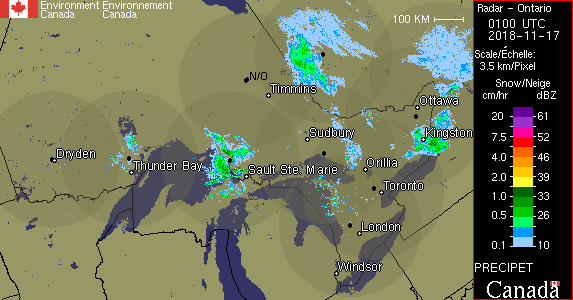 Environment Environnement
Canada Canada
100 KM
N/O
Timmins
Ottawa
Sudbury
Kingston
Dryden
Thunder Bay
Sault Ste. Marie
Orillia
Toronto
London
Windsor
Radar - Ontario
0100 UTC
2018-11-17
Scale/Échelle:
3.5 km/Pixel
Snow/Neige
cm/hr dBZ
20 61
7.5 52
4.0 46
2.0 39
1.0 33
0.5 26
0.1 10
PRECIPET
Canada